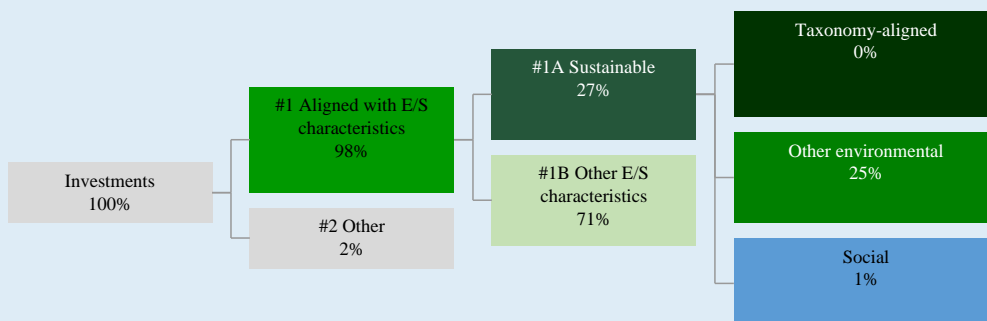 Investments
100%
#1 Aligned with E/S
characteristics
98%
#2 Other
2%
#1A Sustainable
27%
#1B Other E/S
characteristics
71%
Taxonomy-aligned
0%
Other environmental
25%
Social
1%